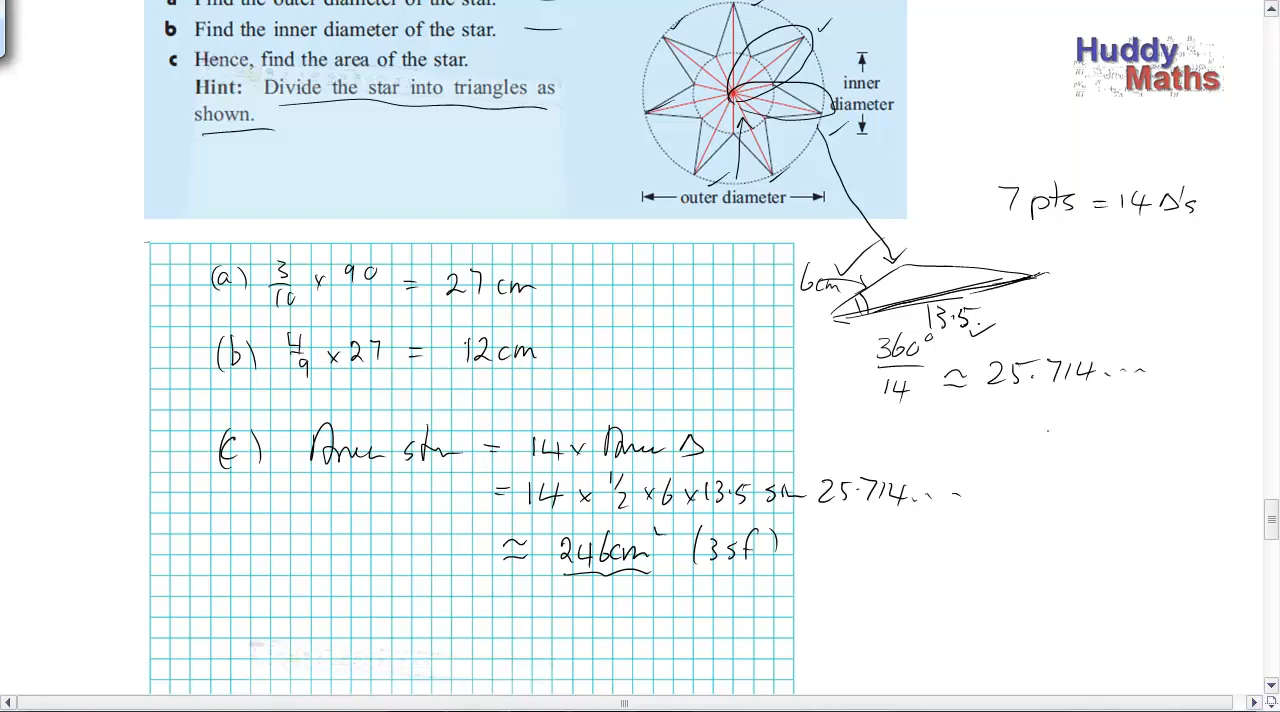 a Find the outer diameter of the star.
b Find the inner diameter of the star.
c Hence, find the area of the star.
Hint: Divide the star into triangles as
shown.
inner
diameter
outer diameter
Huddy
Maths
7 pts = 14 Δ's
6cm
13.5
360°/14 ≈ 25.714...
(a) 3/10 × 90 = 27 cm
(b) 4/9 × 27 = 12cm
(c) Area star = 14 × Area Δ
= 14 × 1/2 × 6 × 13.5 sin 25.714...
≈ 246cm² (3sf)